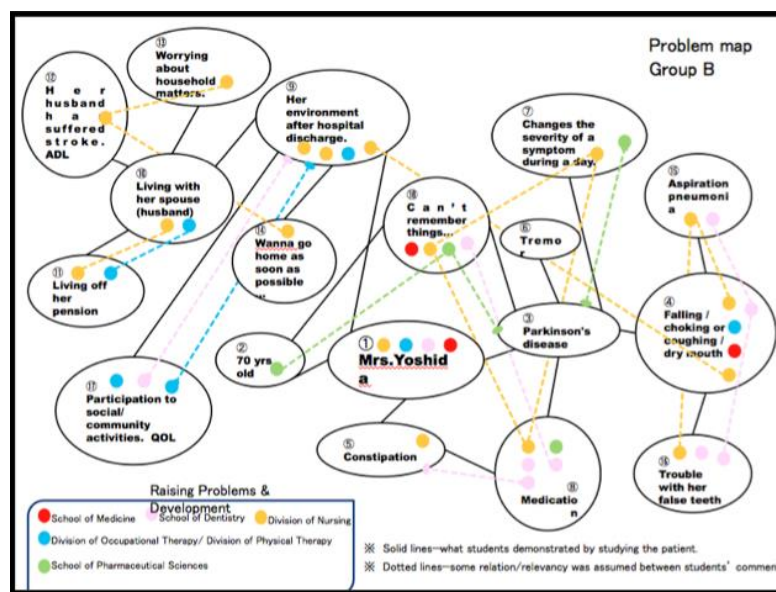 Problem map
Group B
⑬
Worrying
about
household
matters.
⑫
H e r
husband
h a s
suffered
stroke.
ADL
⑨
Her
environment
after hospital
discharge.
⑦
Changes the
severity of a
symptom
during a day.
⑮
Aspiration
pneumoni
a
⑩
Living with
her spouse
(husband)
C a n ' t
remember
things...
⑥
Tremo
r
⑭
Wanna go
home as
soon as
possible
...
⑪
Living off
her
pension
④
Falling /
choking or
coughing /
dry mouth
③
Parkinson's
disease
②
70 yrs
old
①
Mrs.Yoshid
a
⑰
Participation to
social/
community
activities. QOL
⑤
Constipation
⑧
Medicatio
n
Trouble
with her
false teeth
Raising Problems &
Development
School of Medicine School of Dentistry Division of Nursing
Division of Occupational Therapy/ Division of Physical Therapy
School of Pharmaceutical Sciences
※ Solid lines—what students demonstrated by studying the patient.
※ Dotted lines—some relation/relevancy was assumed between students' commen